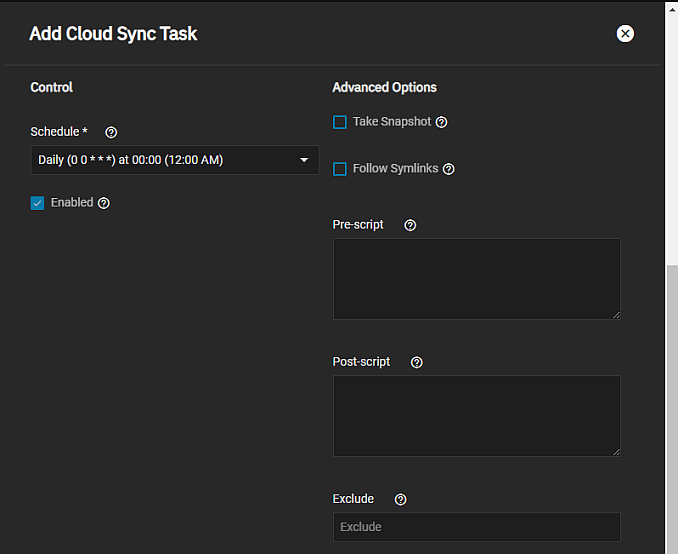 Add Cloud Sync Task
Control
Schedule *
Daily (0 0 * * *) at 00:00 (12:00 AM)
Enabled
Advanced Options
Take Snapshot
Follow Symlinks
Pre-script
Post-script
Exclude
Exclude